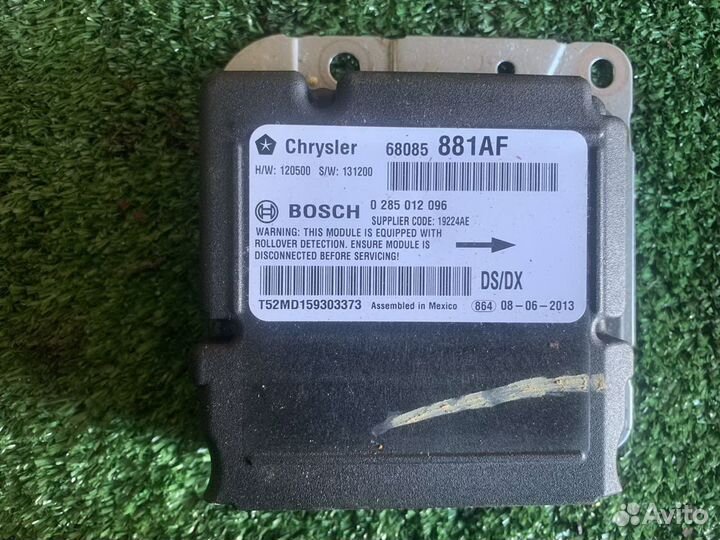 Chrysler 68085 881AF
H/W: 120500 S/W: 131200
BOSCH 0 285 012 096
SUPPLIER CODE: 19224AE
WARNING: THIS MODULE IS EQUIPPED WITH
ROLLOVER DETECTION. ENSURE MODULE IS
DISCONNECTED BEFORE SERVICING!
DS/DX
T52MD159303373 Assembled in Mexico 864 08-06-2013
Avito